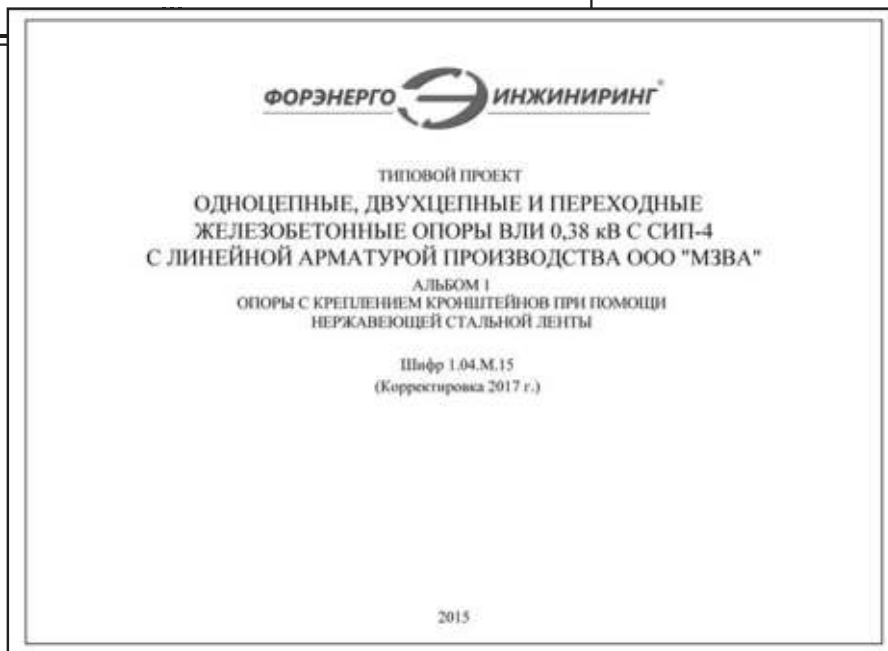 ФОРЭНЕРГО ИНЖИНИРИНГ®
ТИПОВОЙ ПРОЕКТ
ОДНОЦЕПНЫЕ, ДВУХЦЕПНЫЕ И ПЕРЕХОДНЫЕ
ЖЕЛЕЗОБЕТОННЫЕ ОПОРЫ ВЛИ 0,38 кВ С СИП-4
С ЛИНЕЙНОЙ АРМАТУРОЙ ПРОИЗВОДСТВА ООО "МЗВА"
АЛЬБОМ 1
ОПОРЫ С КРЕПЛЕНИЕМ КРОНШТЕЙНОВ ПРИ ПОМОЩИ
НЕРЖАВЕЮЩЕЙ СТАЛЬНОЙ ЛЕНТЫ
Шифр 1.04.М.15
(Корректировка 2017 г.)
2015